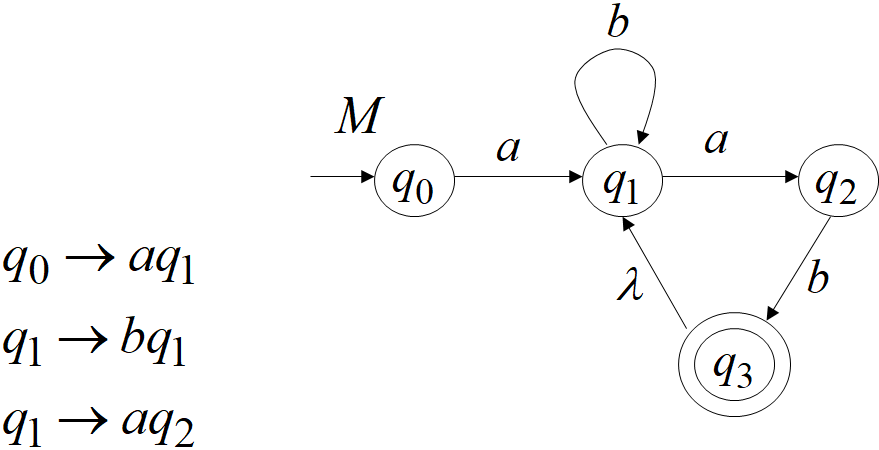 b
M
a
a
q₀
q₁
q₂
q₀ → aq₁
λ
b
q₁ → bq₁
q₃
q₁ → aq₂